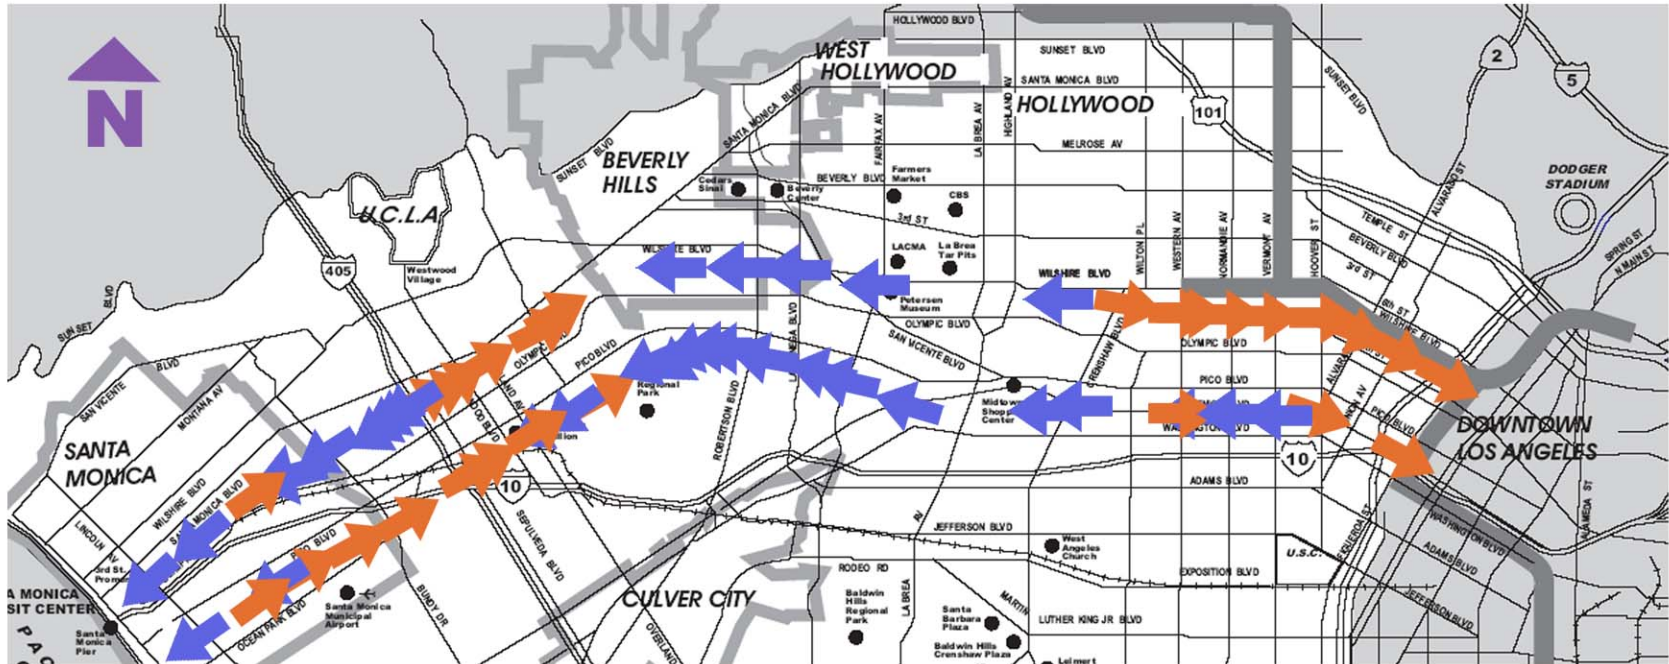 N
HOLLYWOOD BLVD
WEST
HOLLYWOOD
SUNSET BLVD
SANTA MONICA BLVD
HOLLYWOOD
SANTA MONICA BLVD
HIGHLAND AV
LA BREA AV
FAIRFAX AV
MELROSE AV
101
2
5
SUNSET BLVD
DODGER
STADIUM
BEVERLY
HILLS
SUNSET BLVD
Cedars
Sinai
Beverly
Center
BEVERLY BLVD
Farmers
Market
CBS
3rd ST
U.C.L.A
405
Westwood
Village
LACMA
La Brea
Tar Pits
Petersen
Museum
WILSHIRE BLVD
WILTON PL
WESTERN AV
NORMANDIE AV
VERMONT AV
HOOVER ST
ALVARADO ST
TEMPLE ST
BEVERLY BLVD
3rd ST
6th ST
WILSHIRE BLVD
SPRING ST
N MAIN ST
SUNSET
BLVD
OLYMPIC BLVD
SAN VICENTE BLVD
OLYMPIC BLVD
PICO BLVD
PICO BLVD
PICO BLVD
SAN VICENTE
BLVD
MONTANA AV
Regional
Park
ROBERTSON BLVD
Midtown
Center
DOWNTOWN
LOS ANGELES
SANTA
MONICA
WILSHIRE BLVD
LINCOLN AV
10
10
ADAMS BLVD
SEPULVEDA BLVD
JEFFERSON BLVD
AV
WASHINGTON BLVD
ADAMS BLVD
ALAMEDA ST
U.S.C.
West
Angeles
Church
EXPOSITION BLVD
JEFFERSON BLVD
RODEO RD
LA BREA
3rd St.
BUNDY DR
CULVER CITY
Baldwin
Hills
Regional
Park
Santa
Barbara
Plaza
MARTIN
LUTHER KING JR BLVD
Baldwin Hills
Crenshaw Plaza
Leimert
Santa Monica
Municipal
Airport
OCEAN PARK BLVD
A MONICA
SIT CENTER
Santa
Monica
Pier
OVERLAND